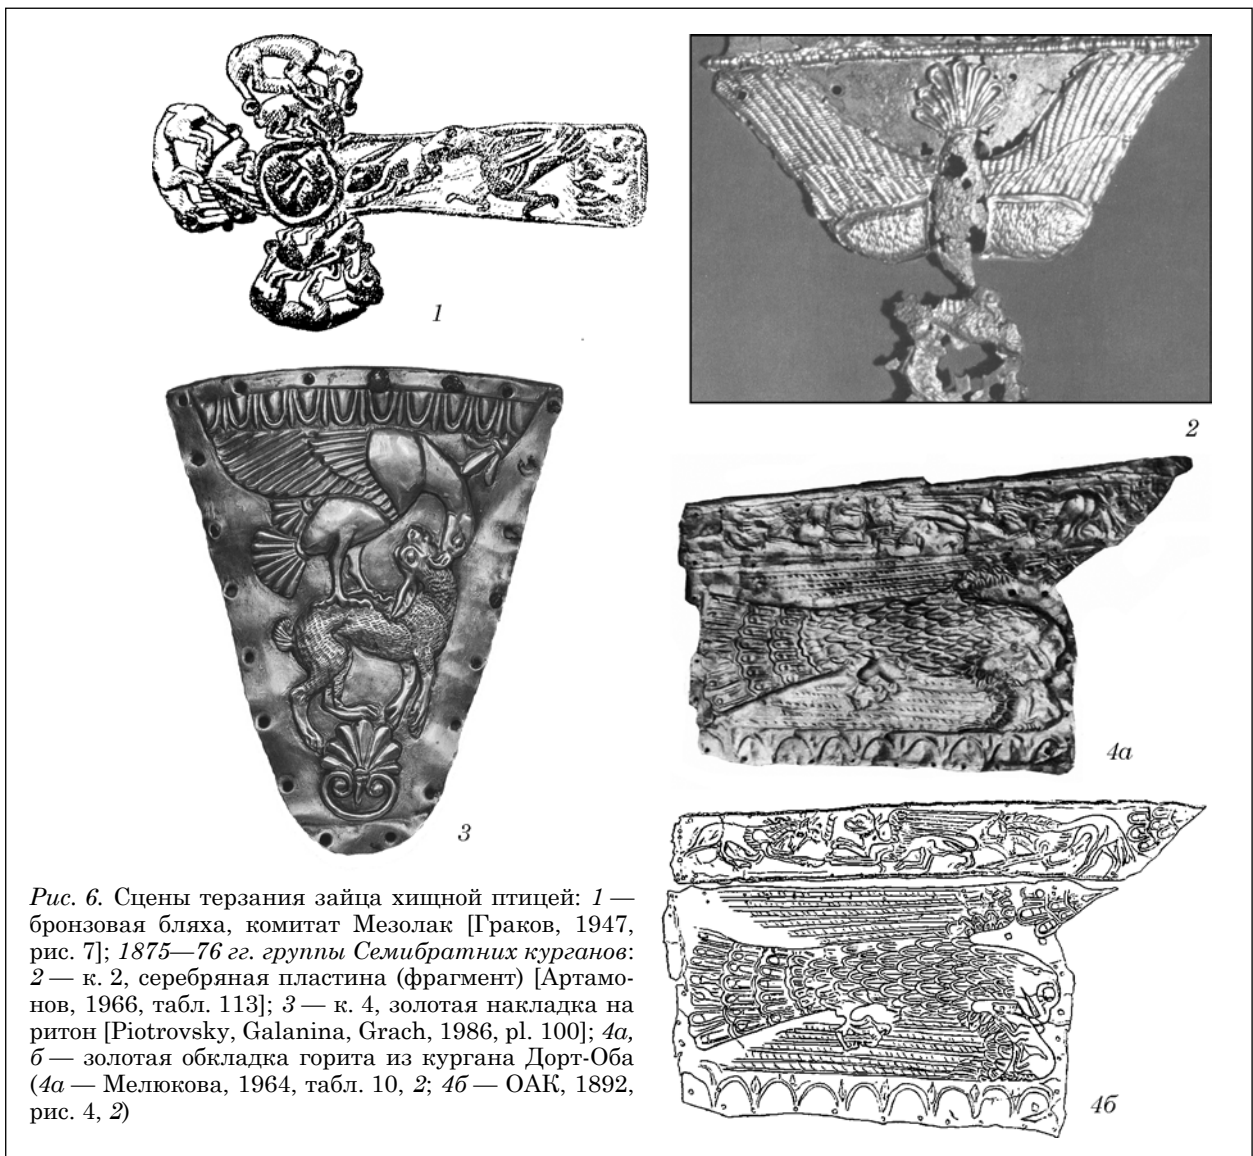 1
2
3
4а
4б
Рис. 6. Сцены терзания зайца хищной птицей: 1 —
бронзовая бляха, комитат Мезолак [Граков, 1947,
рис. 7]; 1875—76 гг. группы Семибратних курганов:
2 — к. 2, серебряная пластина (фрагмент) [Артамо-
нов, 1966, табл. 113]; 3 — к. 4, золотая накладка на
ритон [Piotrovsky, Galanina, Grach, 1986, pl. 100]; 4а,
б — золотая обкладка горита из кургана Дорт-Оба
(4а — Мелюкова, 1964, табл. 10, 2; 4б — ОАК, 1892,
рис. 4, 2)